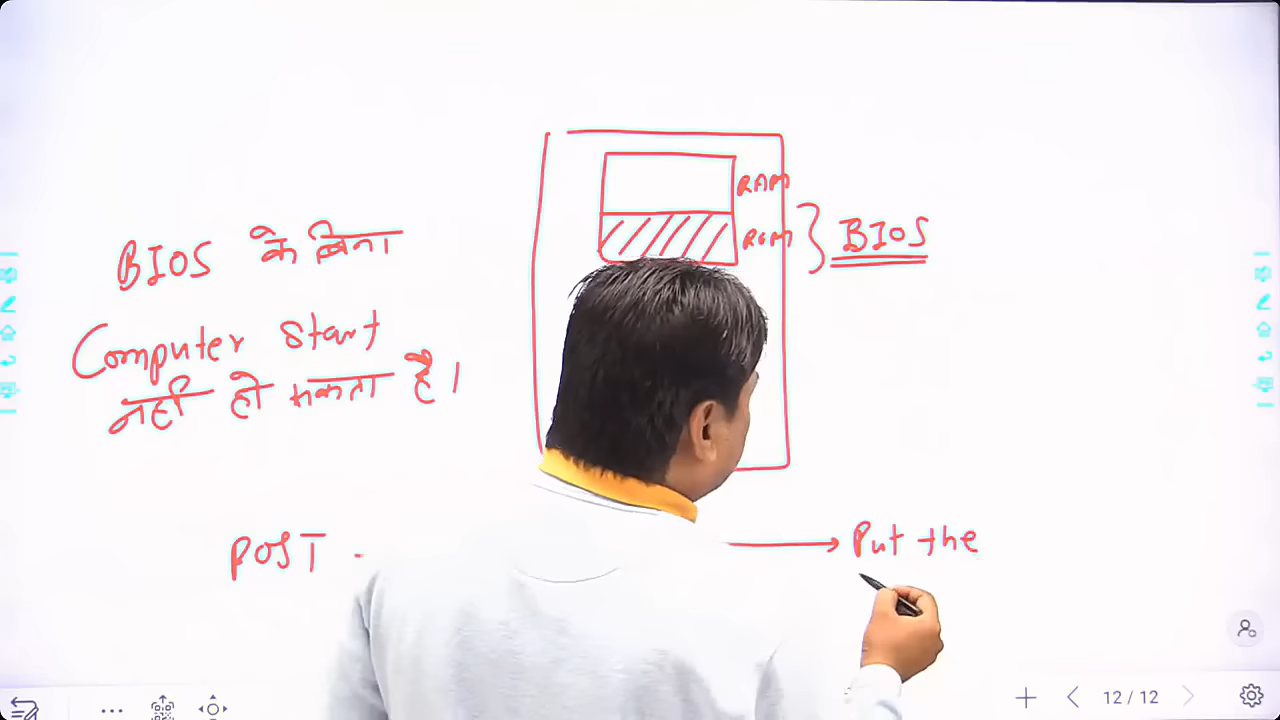 RAM
ROM
BIOS
BIOS के बिना
Computer start
नहीं हो सकता है।
POST -
Put the
12 / 12